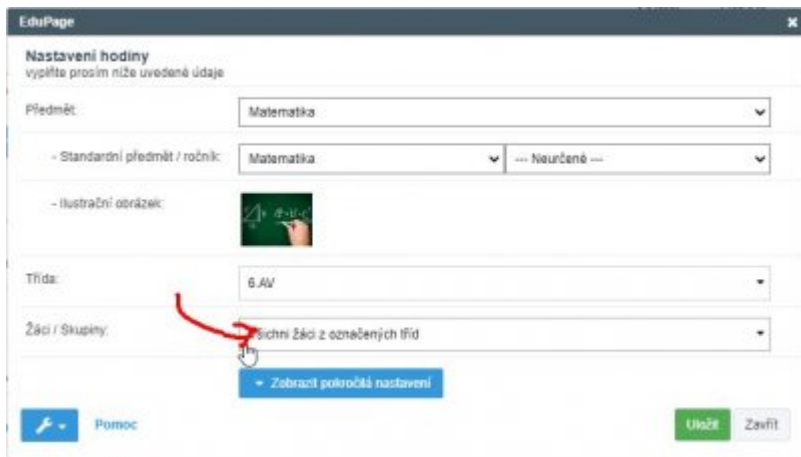 EduPage
Nastavení hodiny
vyplňte prosím níže uvedené údaje
Předmět: Matematika
- Standardní předmět / ročník: Matematika --- Neurčené ---
- Ilustrační obrázek:
Třída: 6.AV
Žáci / Skupiny: šichni žáci z označených tříd
Zobrazit pokročilá nastavení
Pomoc Uložit Zavřít